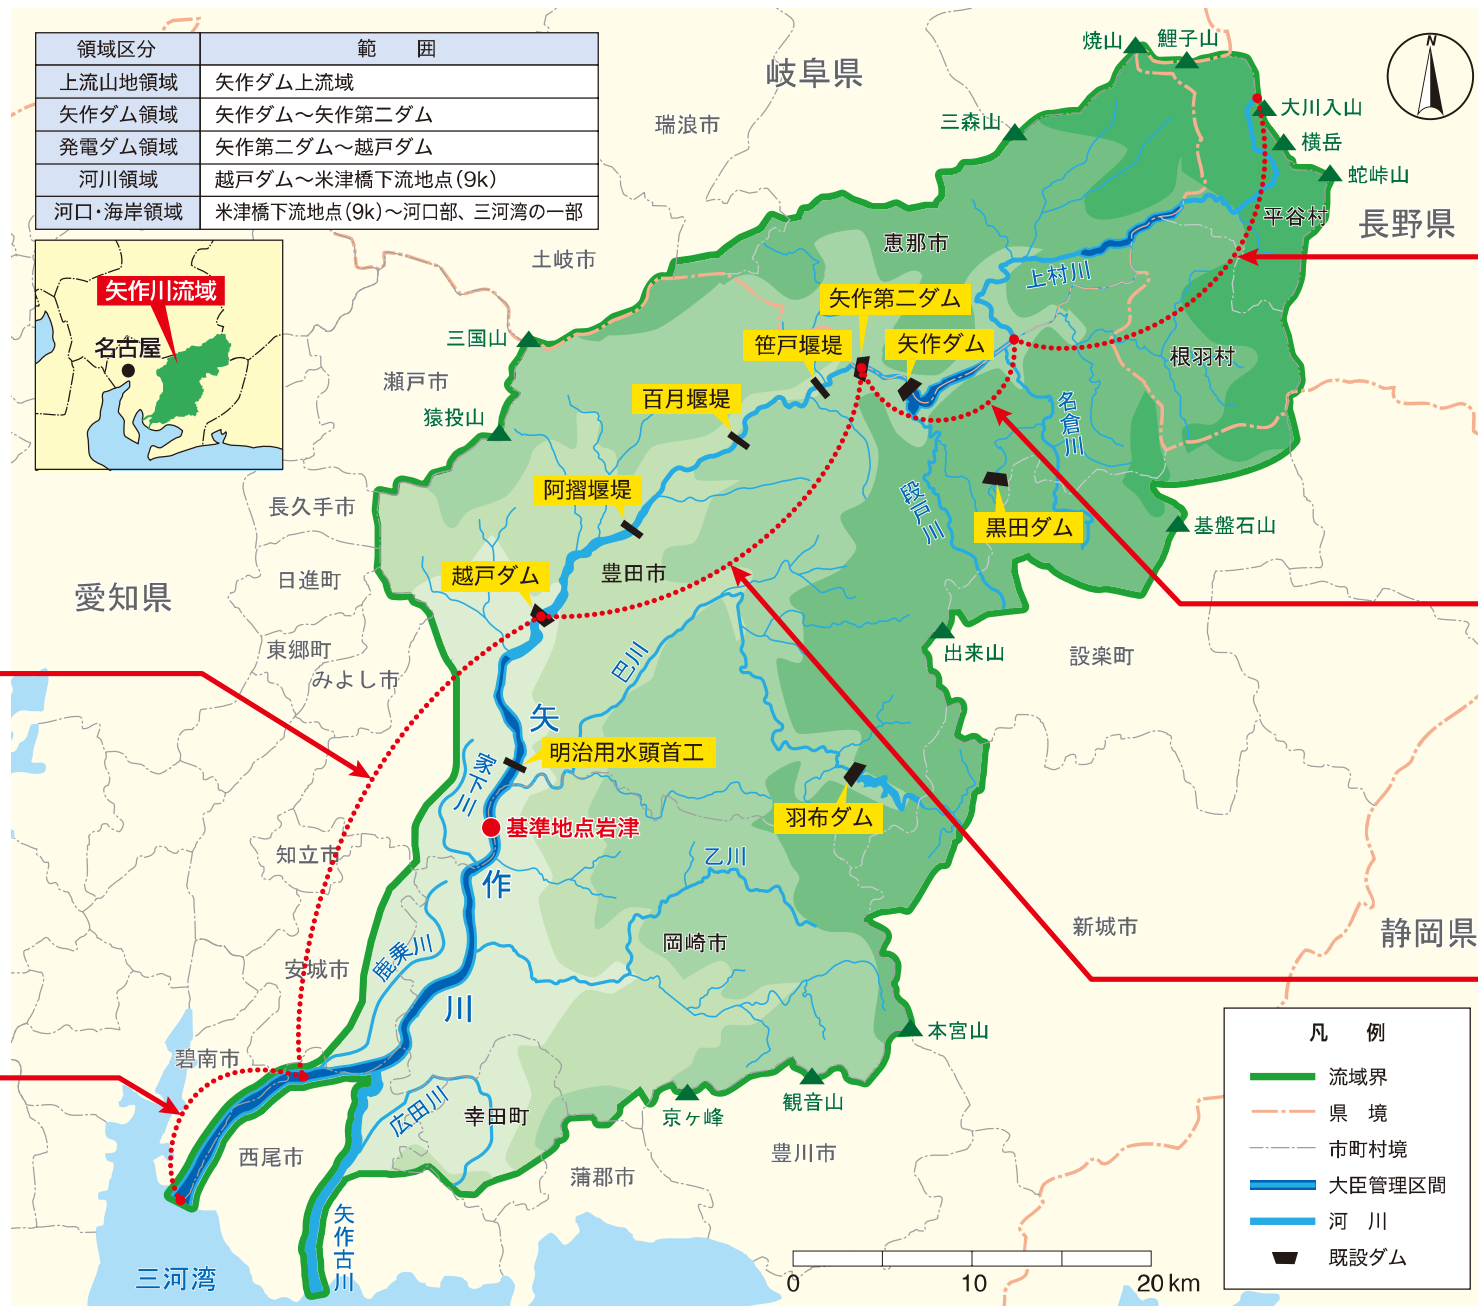 領域区分 範　囲
上流山地領域 矢作ダム上流域
矢作ダム領域 矢作ダム〜矢作第二ダム
発電ダム領域 矢作第二ダム〜越戸ダム
河川領域 越戸ダム〜米津橋下流地点(9k)
河口・海岸領域 米津橋下流地点(9k)〜河口部、三河湾の一部
矢作川流域
名古屋
岐阜県
瑞浪市
土岐市
焼山
鯉子山
三森山
大川入山
横岳
蛇峠山
平谷村
長野県
N
恵那市
上村川
矢作第二ダム
矢作ダム
笹戸堰堤
三国山
瀬戸市
猿投山
百月堰堤
根羽村
名倉川
阿摺堰堤
段戸川
黒田ダム
基盤石山
長久手市
日進町
愛知県
東郷町
みよし市
越戸ダム
豊田市
巴川
出来山
設楽町
矢
作
川
家下川
明治用水頭首工
羽布ダム
基準地点岩津
知立市
乙川
岡崎市
新城市
静岡県
安城市
鹿乗川
本宮山
碧南市
広田川
幸田町
京ヶ峰
観音山
豊川市
西尾市
蒲郡市
矢作古川
三河湾
凡　例
流域界
県　境
市町村境
大臣管理区間
河　川
既設ダム
0 10 20 km